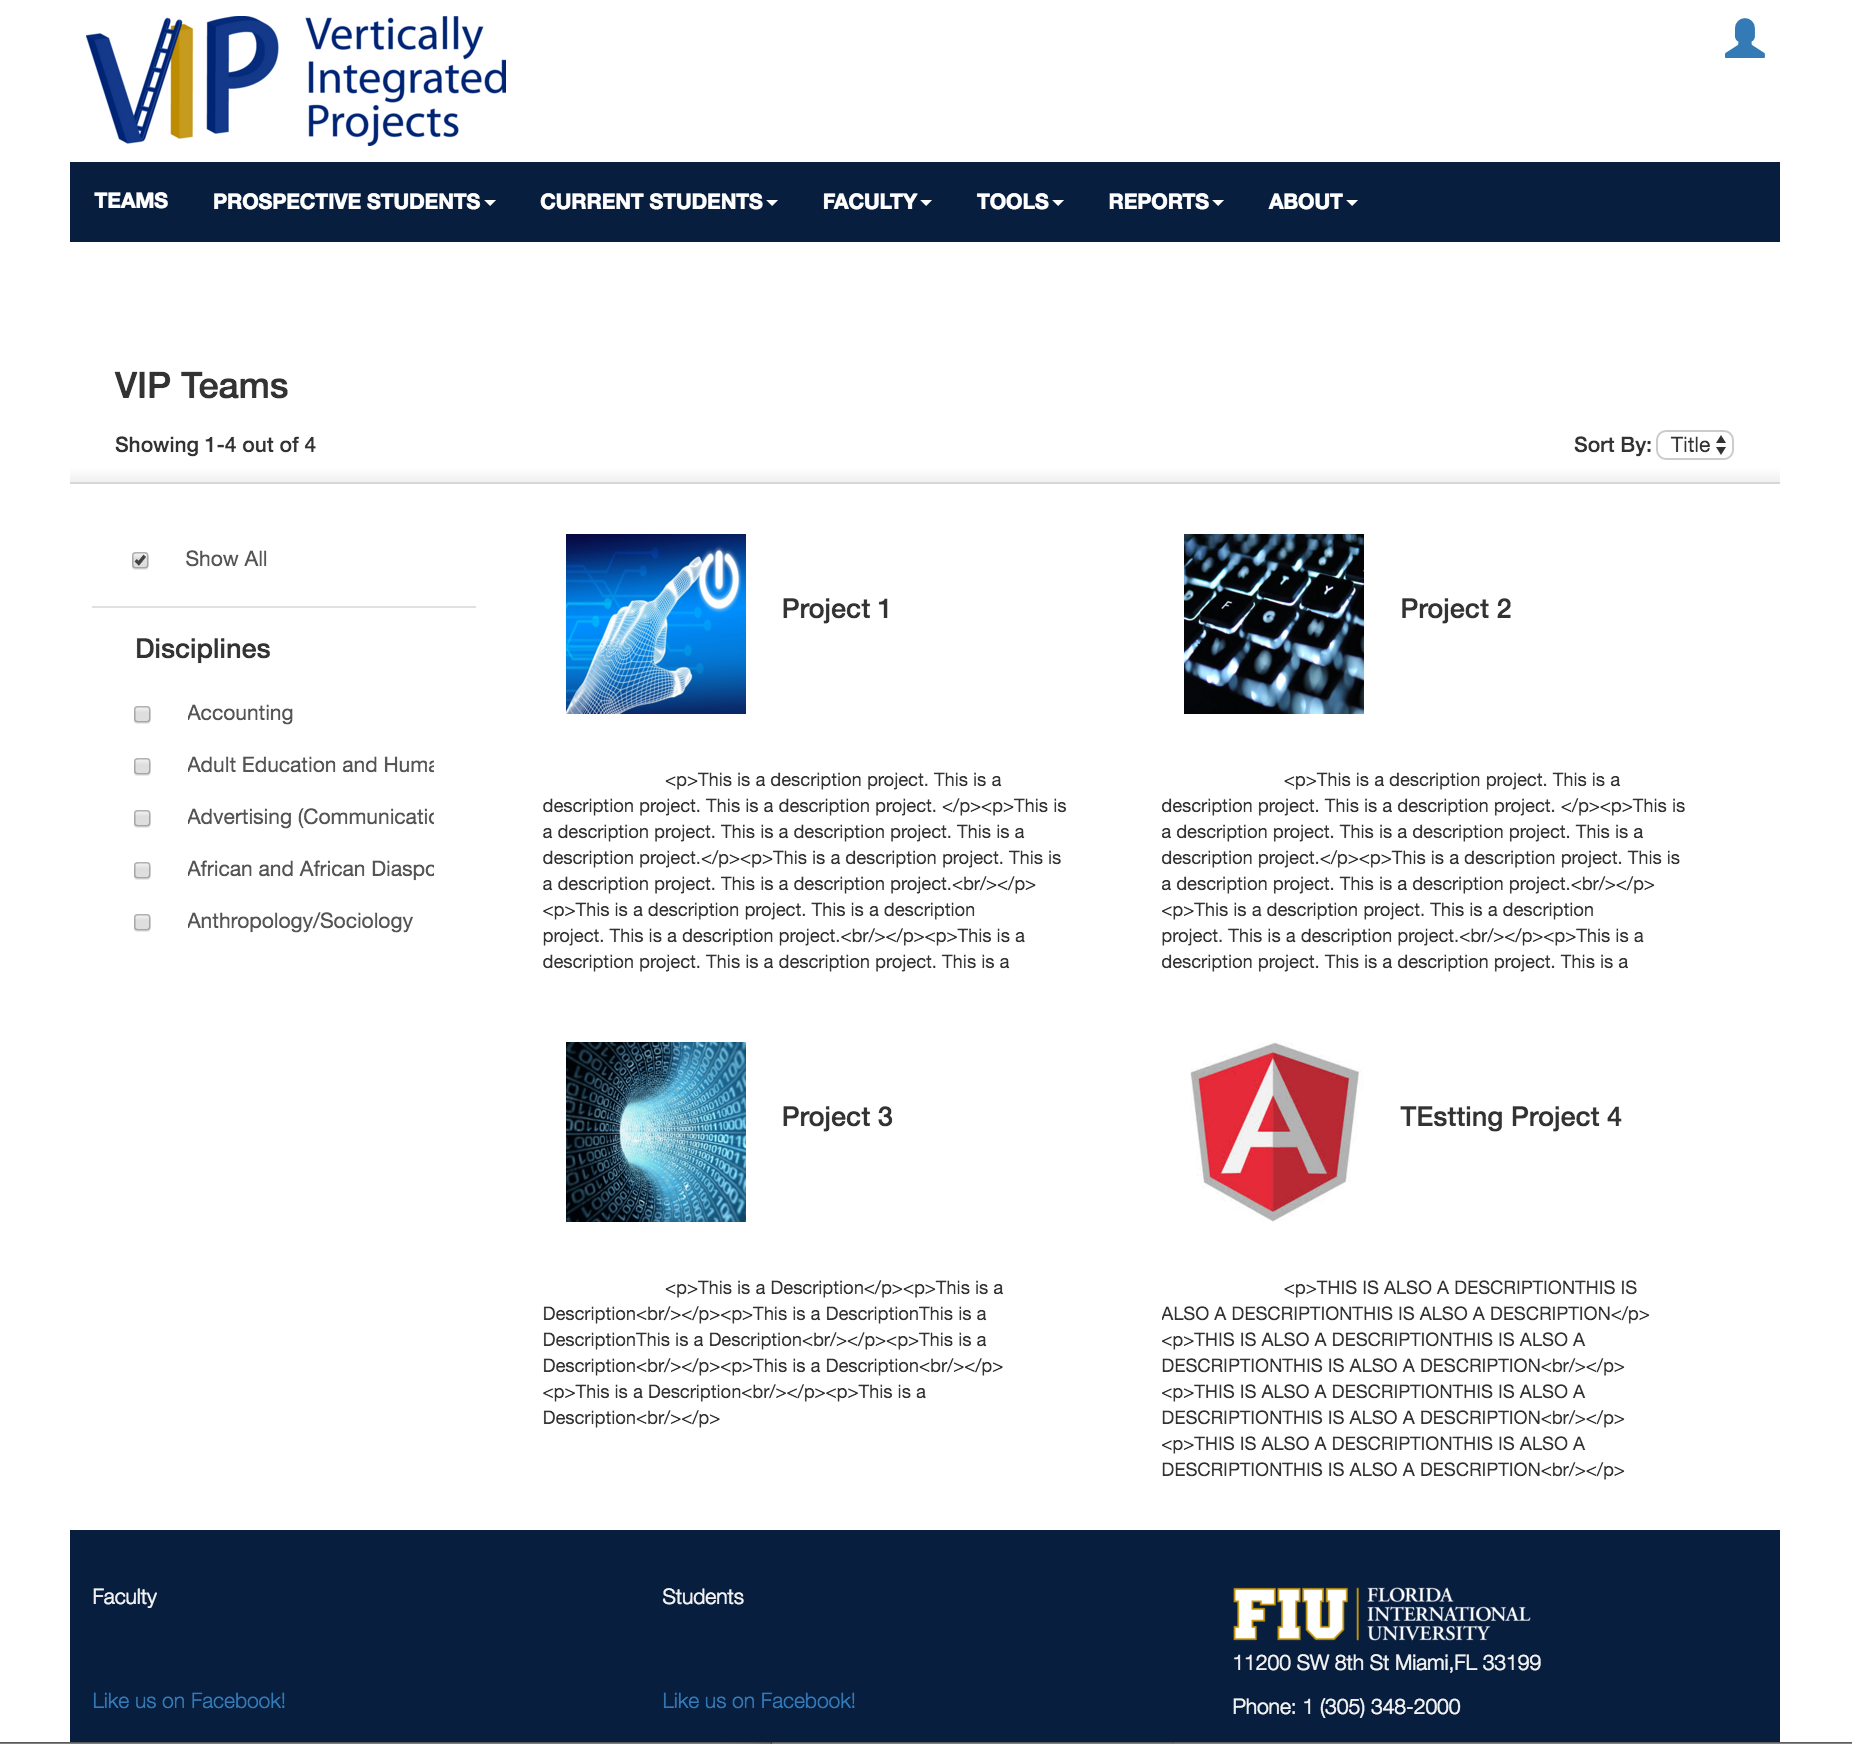 VIP
Vertically
Integrated
Projects
TEAMS PROSPECTIVE STUDENTS CURRENT STUDENTS FACULTY TOOLS REPORTS ABOUT
VIP Teams
Showing 1-4 out of 4
Sort By: Title
Show All
Disciplines
Accounting
Adult Education and Huma
Advertising (Communicatic
African and African Diaspo
Anthropology/Sociology
Project 1
<p>This is a description project. This is a
description project. This is a description project. </p><p>This is
a description project. This is a description project. This is a
description project.</p><p>This is a description project. This is
a description project. This is a description project.<br/></p>
<p>This is a description project. This is a description
project. This is a description project.<br/></p><p>This is a
description project. This is a description project. This is a
Project 2
<p>This is a description project. This is a
description project. This is a description project. </p><p>This is
a description project. This is a description project. This is a
description project.</p><p>This is a description project. This is
a description project. This is a description project.<br/></p>
<p>This is a description project. This is a description
project. This is a description project.<br/></p><p>This is a
description project. This is a description project. This is a
Project 3
<p>This is a Description</p><p>This is a
Description<br/></p><p>This is a DescriptionThis is a
DescriptionThis is a Description<br/></p><p>This is a
Description<br/></p><p>This is a Description<br/></p>
<p>This is a Description<br/></p><p>This is a
Description<br/></p>
TEstting Project 4
<p>THIS IS ALSO A DESCRIPTIONTHIS IS
ALSO A DESCRIPTIONTHIS IS ALSO A DESCRIPTION</p>
<p>THIS IS ALSO A DESCRIPTIONTHIS IS ALSO A
DESCRIPTIONTHIS IS ALSO A DESCRIPTION<br/></p>
<p>THIS IS ALSO A DESCRIPTIONTHIS IS ALSO A
DESCRIPTIONTHIS IS ALSO A DESCRIPTION<br/></p>
<p>THIS IS ALSO A DESCRIPTIONTHIS IS ALSO A
DESCRIPTIONTHIS IS ALSO A DESCRIPTION<br/></p>
Faculty
Like us on Facebook!
Students
Like us on Facebook!
FIU
FLORIDA
INTERNATIONAL
UNIVERSITY
11200 SW 8th St Miami,FL 33199
Phone: 1 (305) 348-2000